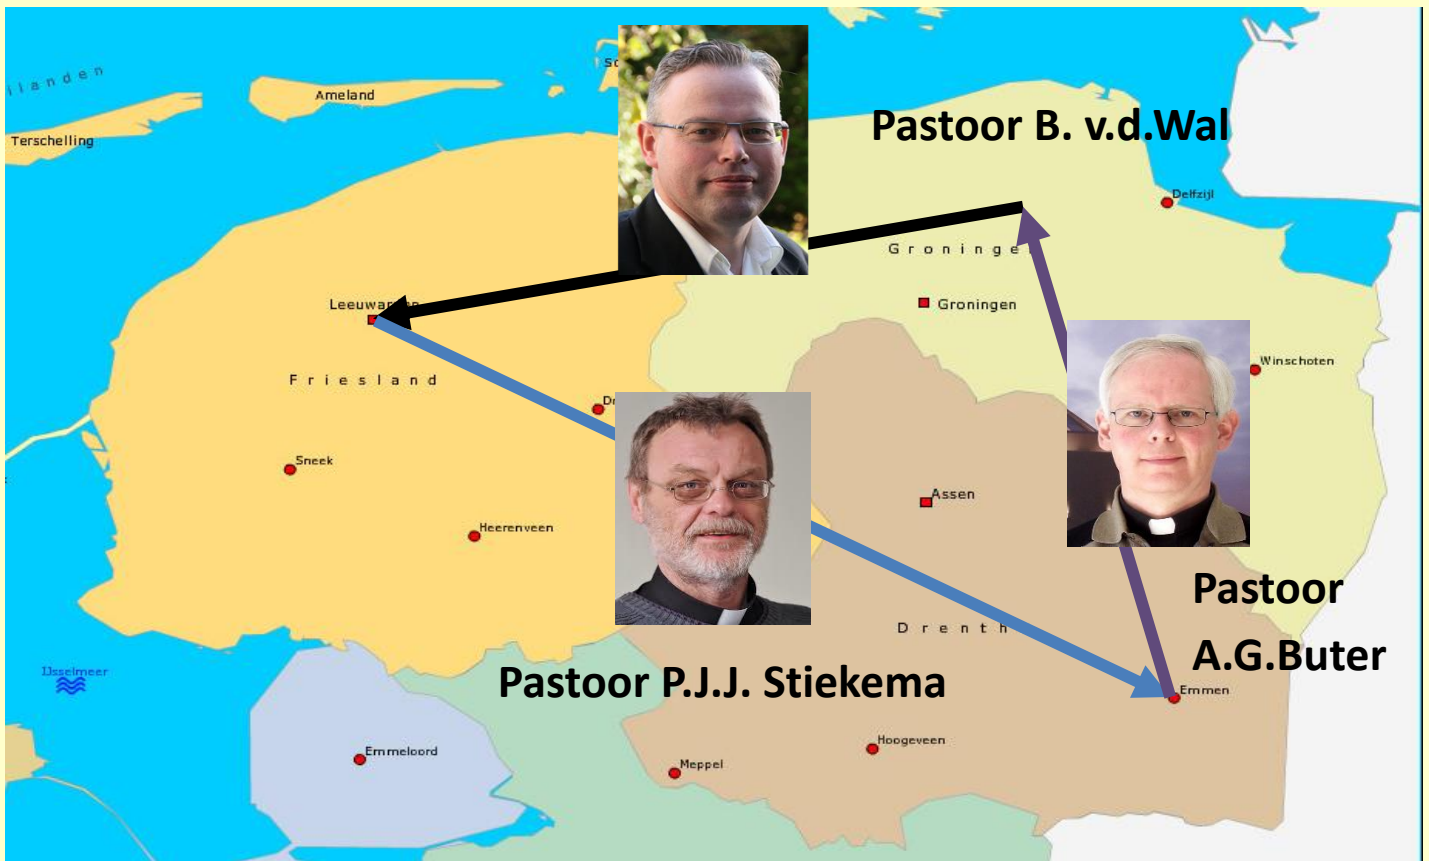 ilanden
Ameland
Terschelling
Pastoor B. v.d.Wal
Delfzijl
Groninge
Leeuwarden
Groningen
Winschoten
Friesland
Sneek
Assen
Heerenveen
Pastoor
A.G.Buter
Drenth
IJsselmeer
Pastoor P.J.J. Stiekema
Emmen
Emmeloord
Hoogeveen
Meppel